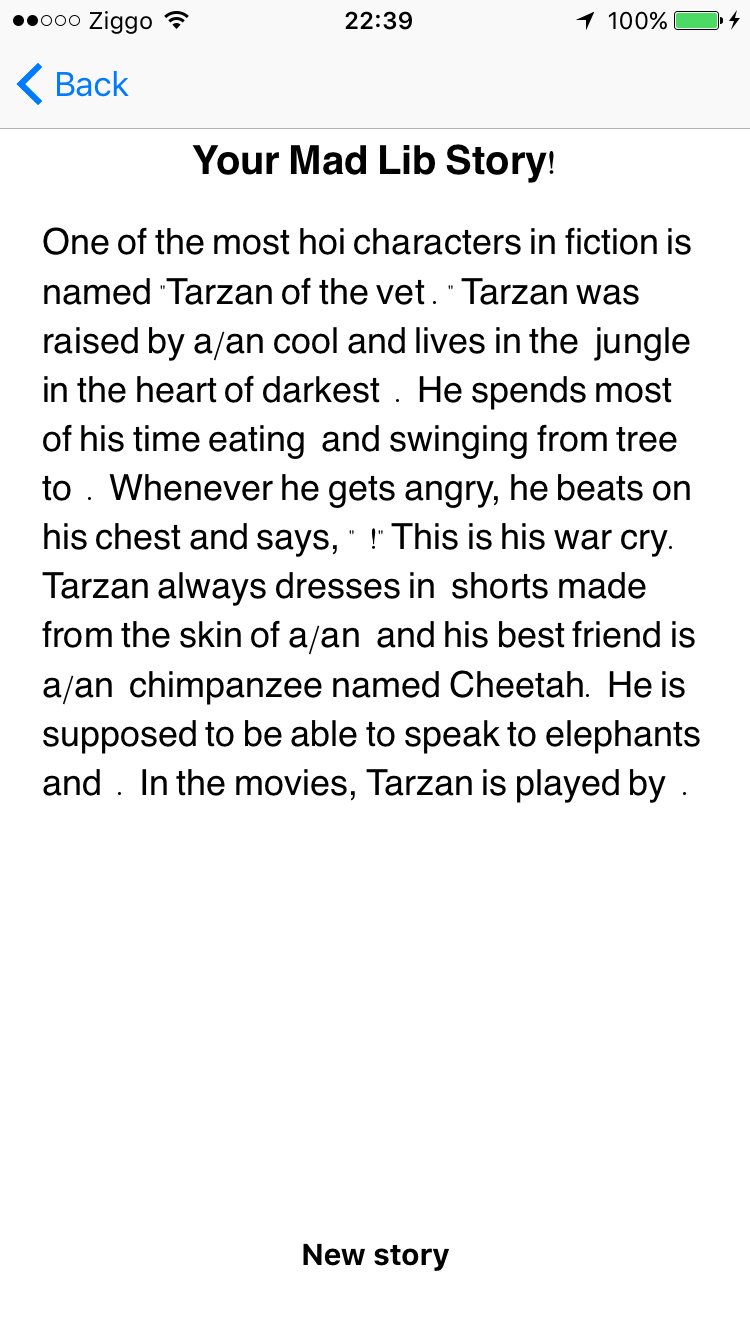 Ziggo 22:39 100%
Back
Your Mad Lib Story!
One of the most hoi characters in fiction is
named "Tarzan of the vet . " Tarzan was
raised by a/an cool and lives in the  jungle
in the heart of darkest  .  He spends most
of his time eating  and swinging from tree
to  .  Whenever he gets angry, he beats on
his chest and says, "  !" This is his war cry.
Tarzan always dresses in  shorts made
from the skin of a/an  and his best friend is
a/an  chimpanzee named Cheetah.  He is
supposed to be able to speak to elephants
and  .  In the movies, Tarzan is played by  .
New story